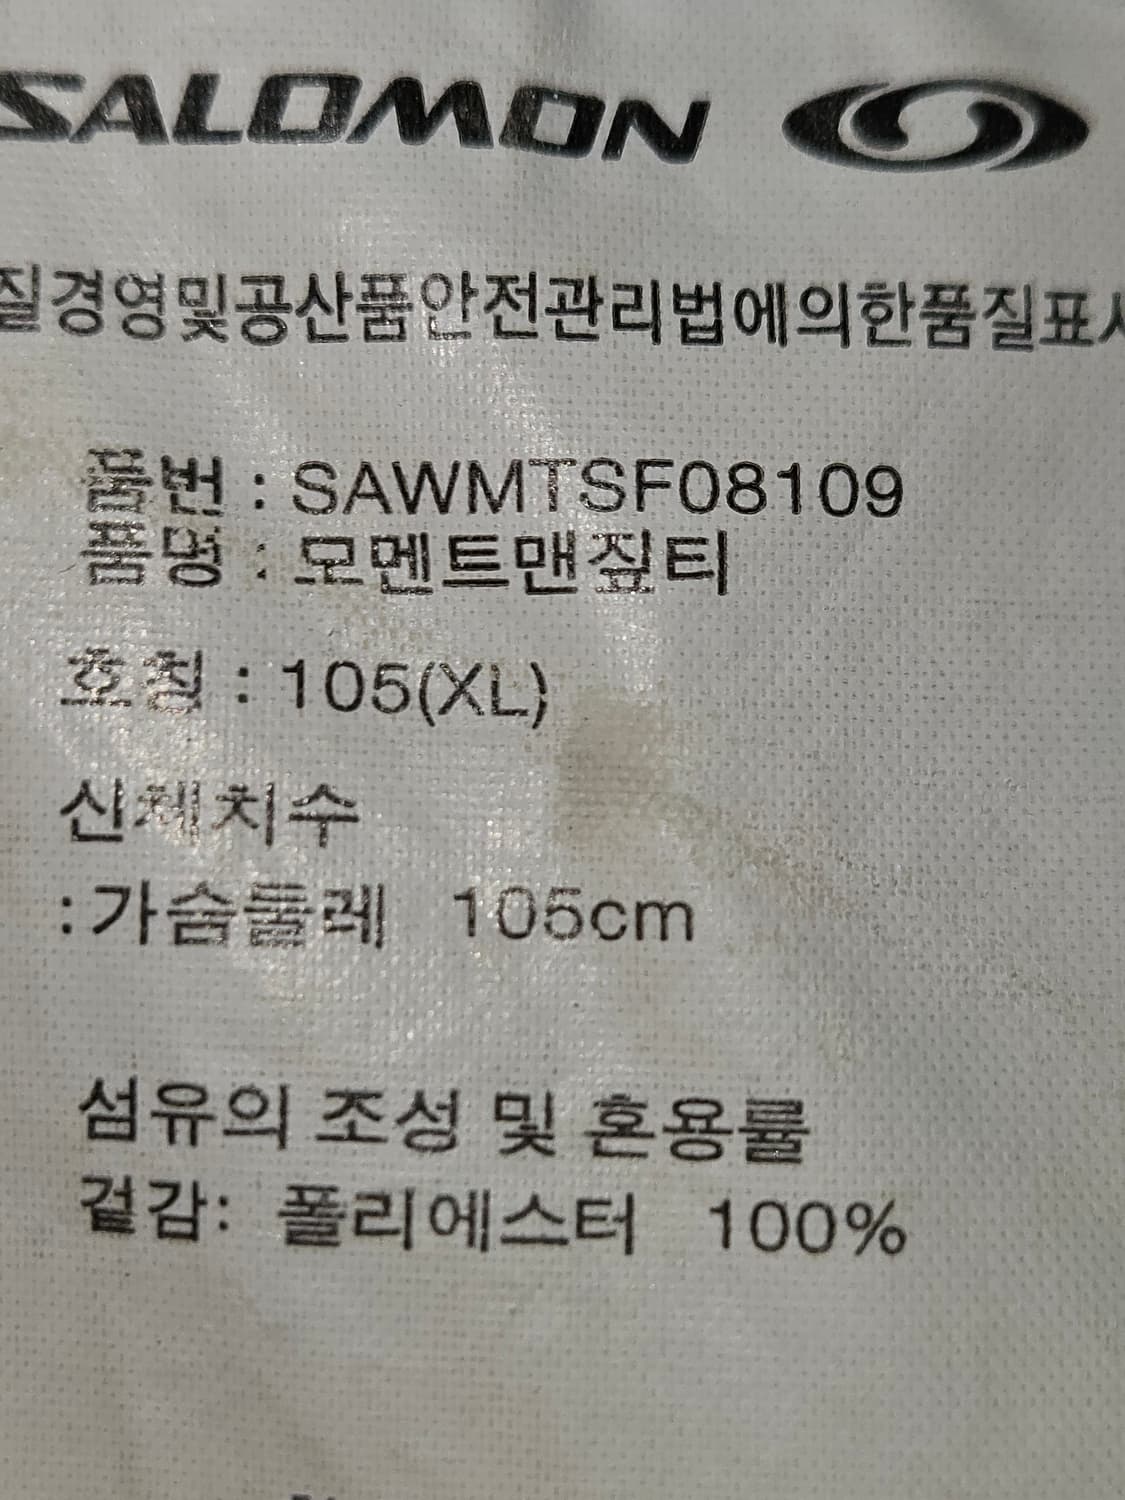 SALOMON
질경영및공산품안전관리법에의한품질표시
품번 : SAWMTSF08109
품명 : 모멘트맨짚티
호칭 : 105(XL)
신체치수
:가슴둘레 105cm
섬유의 조성 및 혼용률
겉감: 폴리에스터 100%